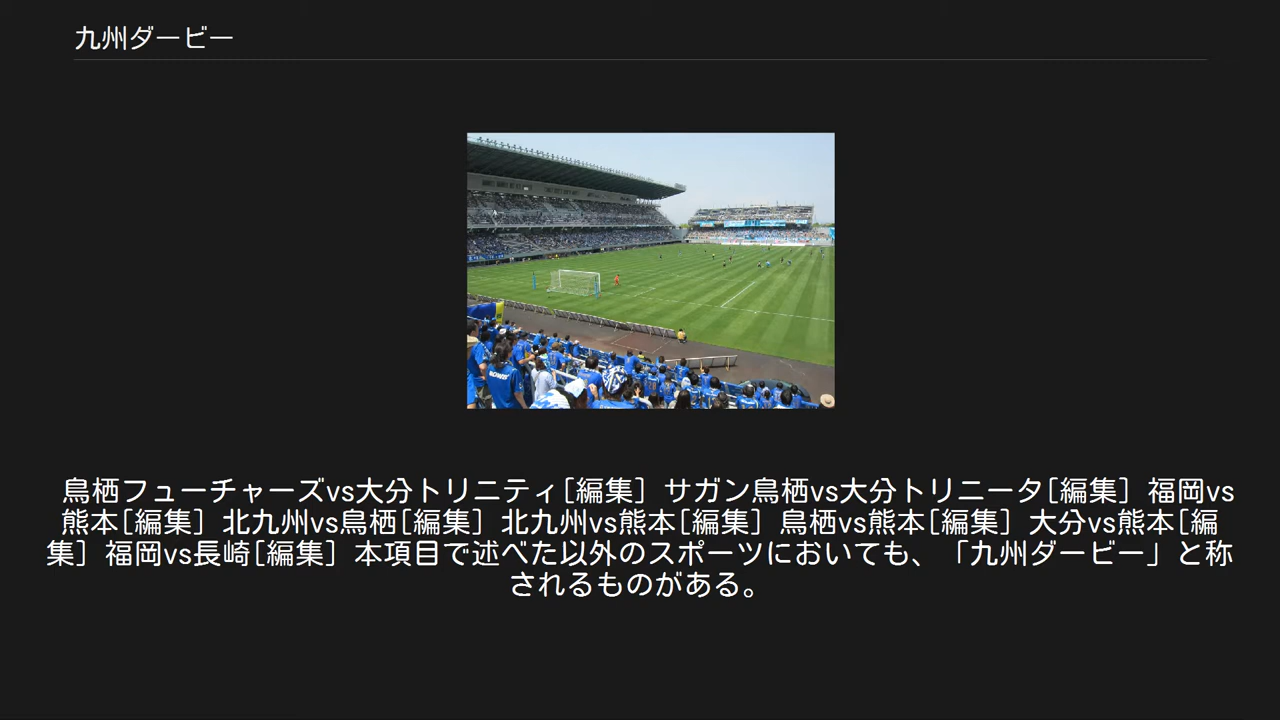 九州ダービー
鳥栖フューチャーズvs大分トリニティ[編集] サガン鳥栖vs大分トリニータ[編集] 福岡vs
熊本[編集] 北九州vs鳥栖[編集] 北九州vs熊本[編集] 鳥栖vs熊本[編集] 大分vs熊本[編
集] 福岡vs長崎[編集] 本項目で述べた以外のスポーツにおいても、「九州ダービー」と称
されるものがある。